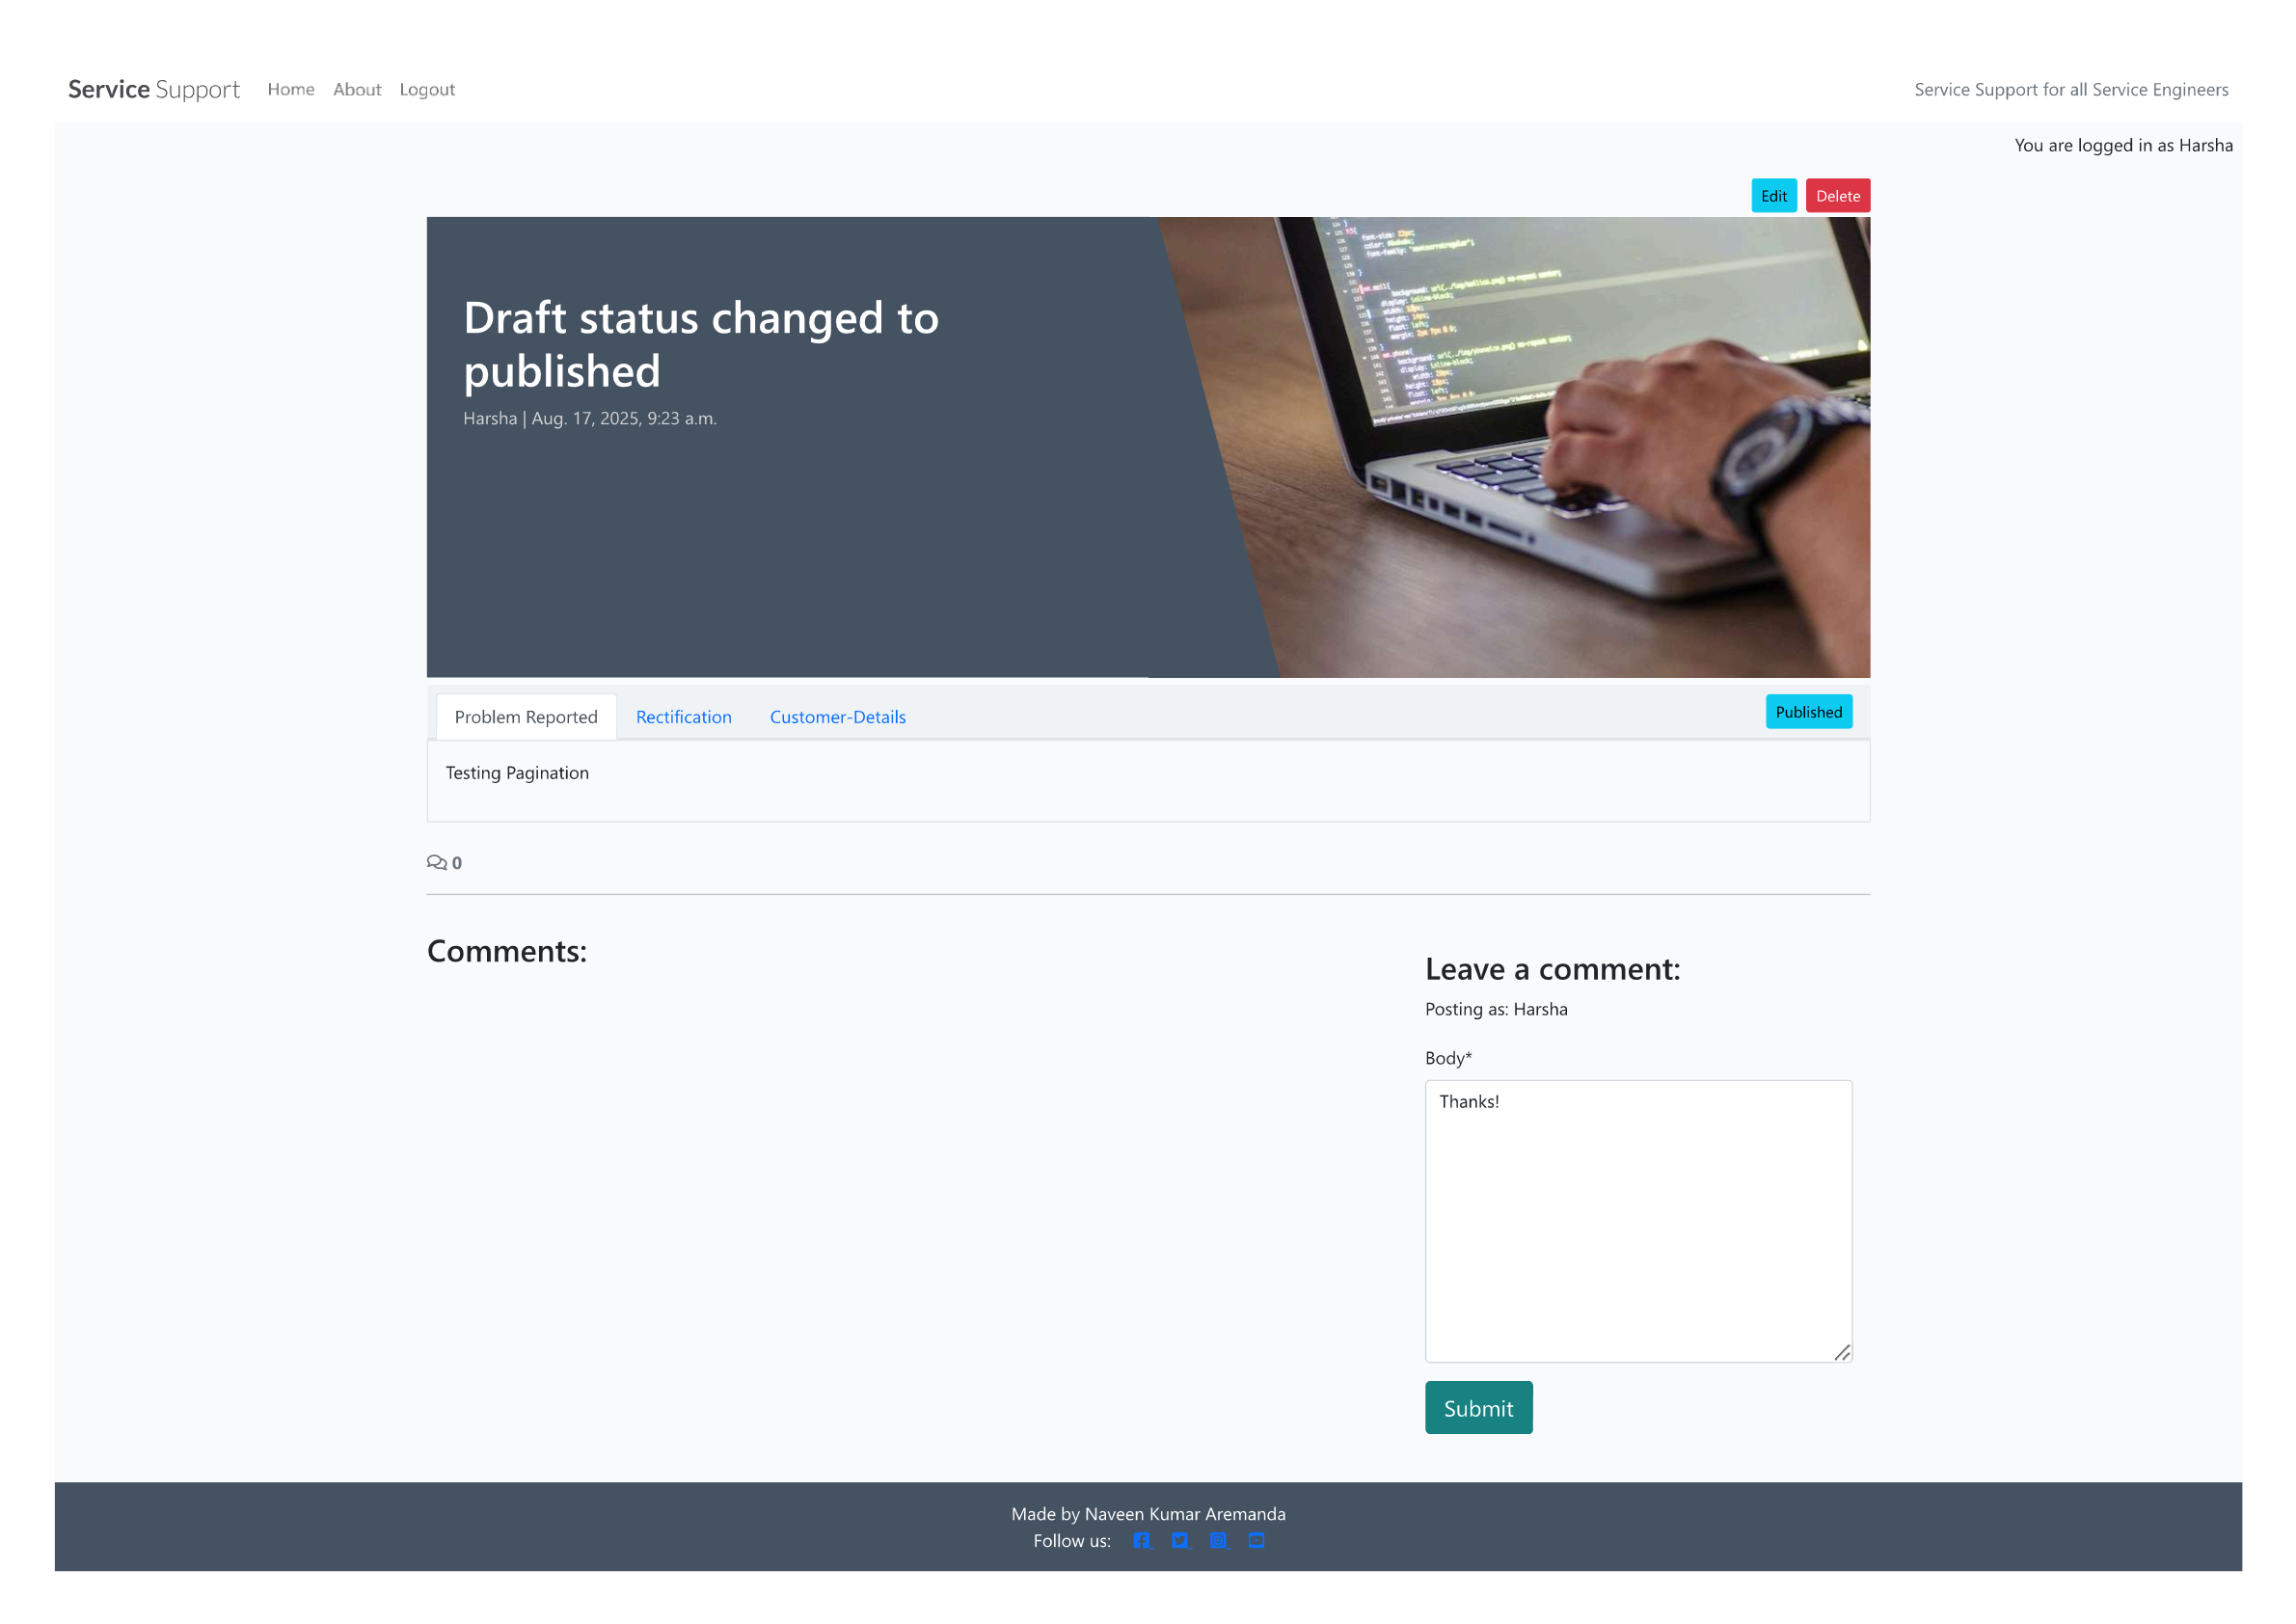 Service Support Home About Logout Service Support for all Service Engineers
You are logged in as Harsha
Edit Delete
Draft status changed to
published
Harsha | Aug. 17, 2025, 9:23 a.m.
Problem Reported Rectification Customer-Details Published
Testing Pagination
0
Comments:
Leave a comment:
Posting as: Harsha
Body*
Thanks!
Submit
Made by Naveen Kumar Aremanda
Follow us: